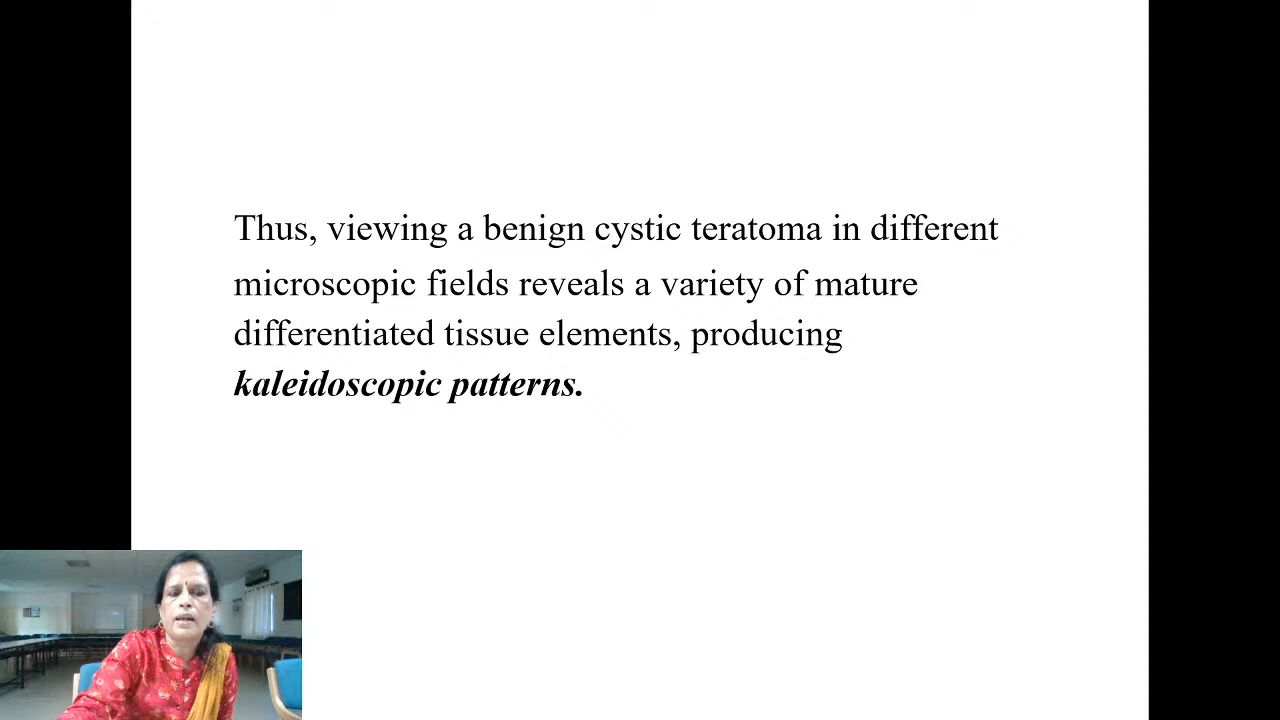 Thus, viewing a benign cystic teratoma in different
microscopic fields reveals a variety of mature
differentiated tissue elements, producing
kaleidoscopic patterns.